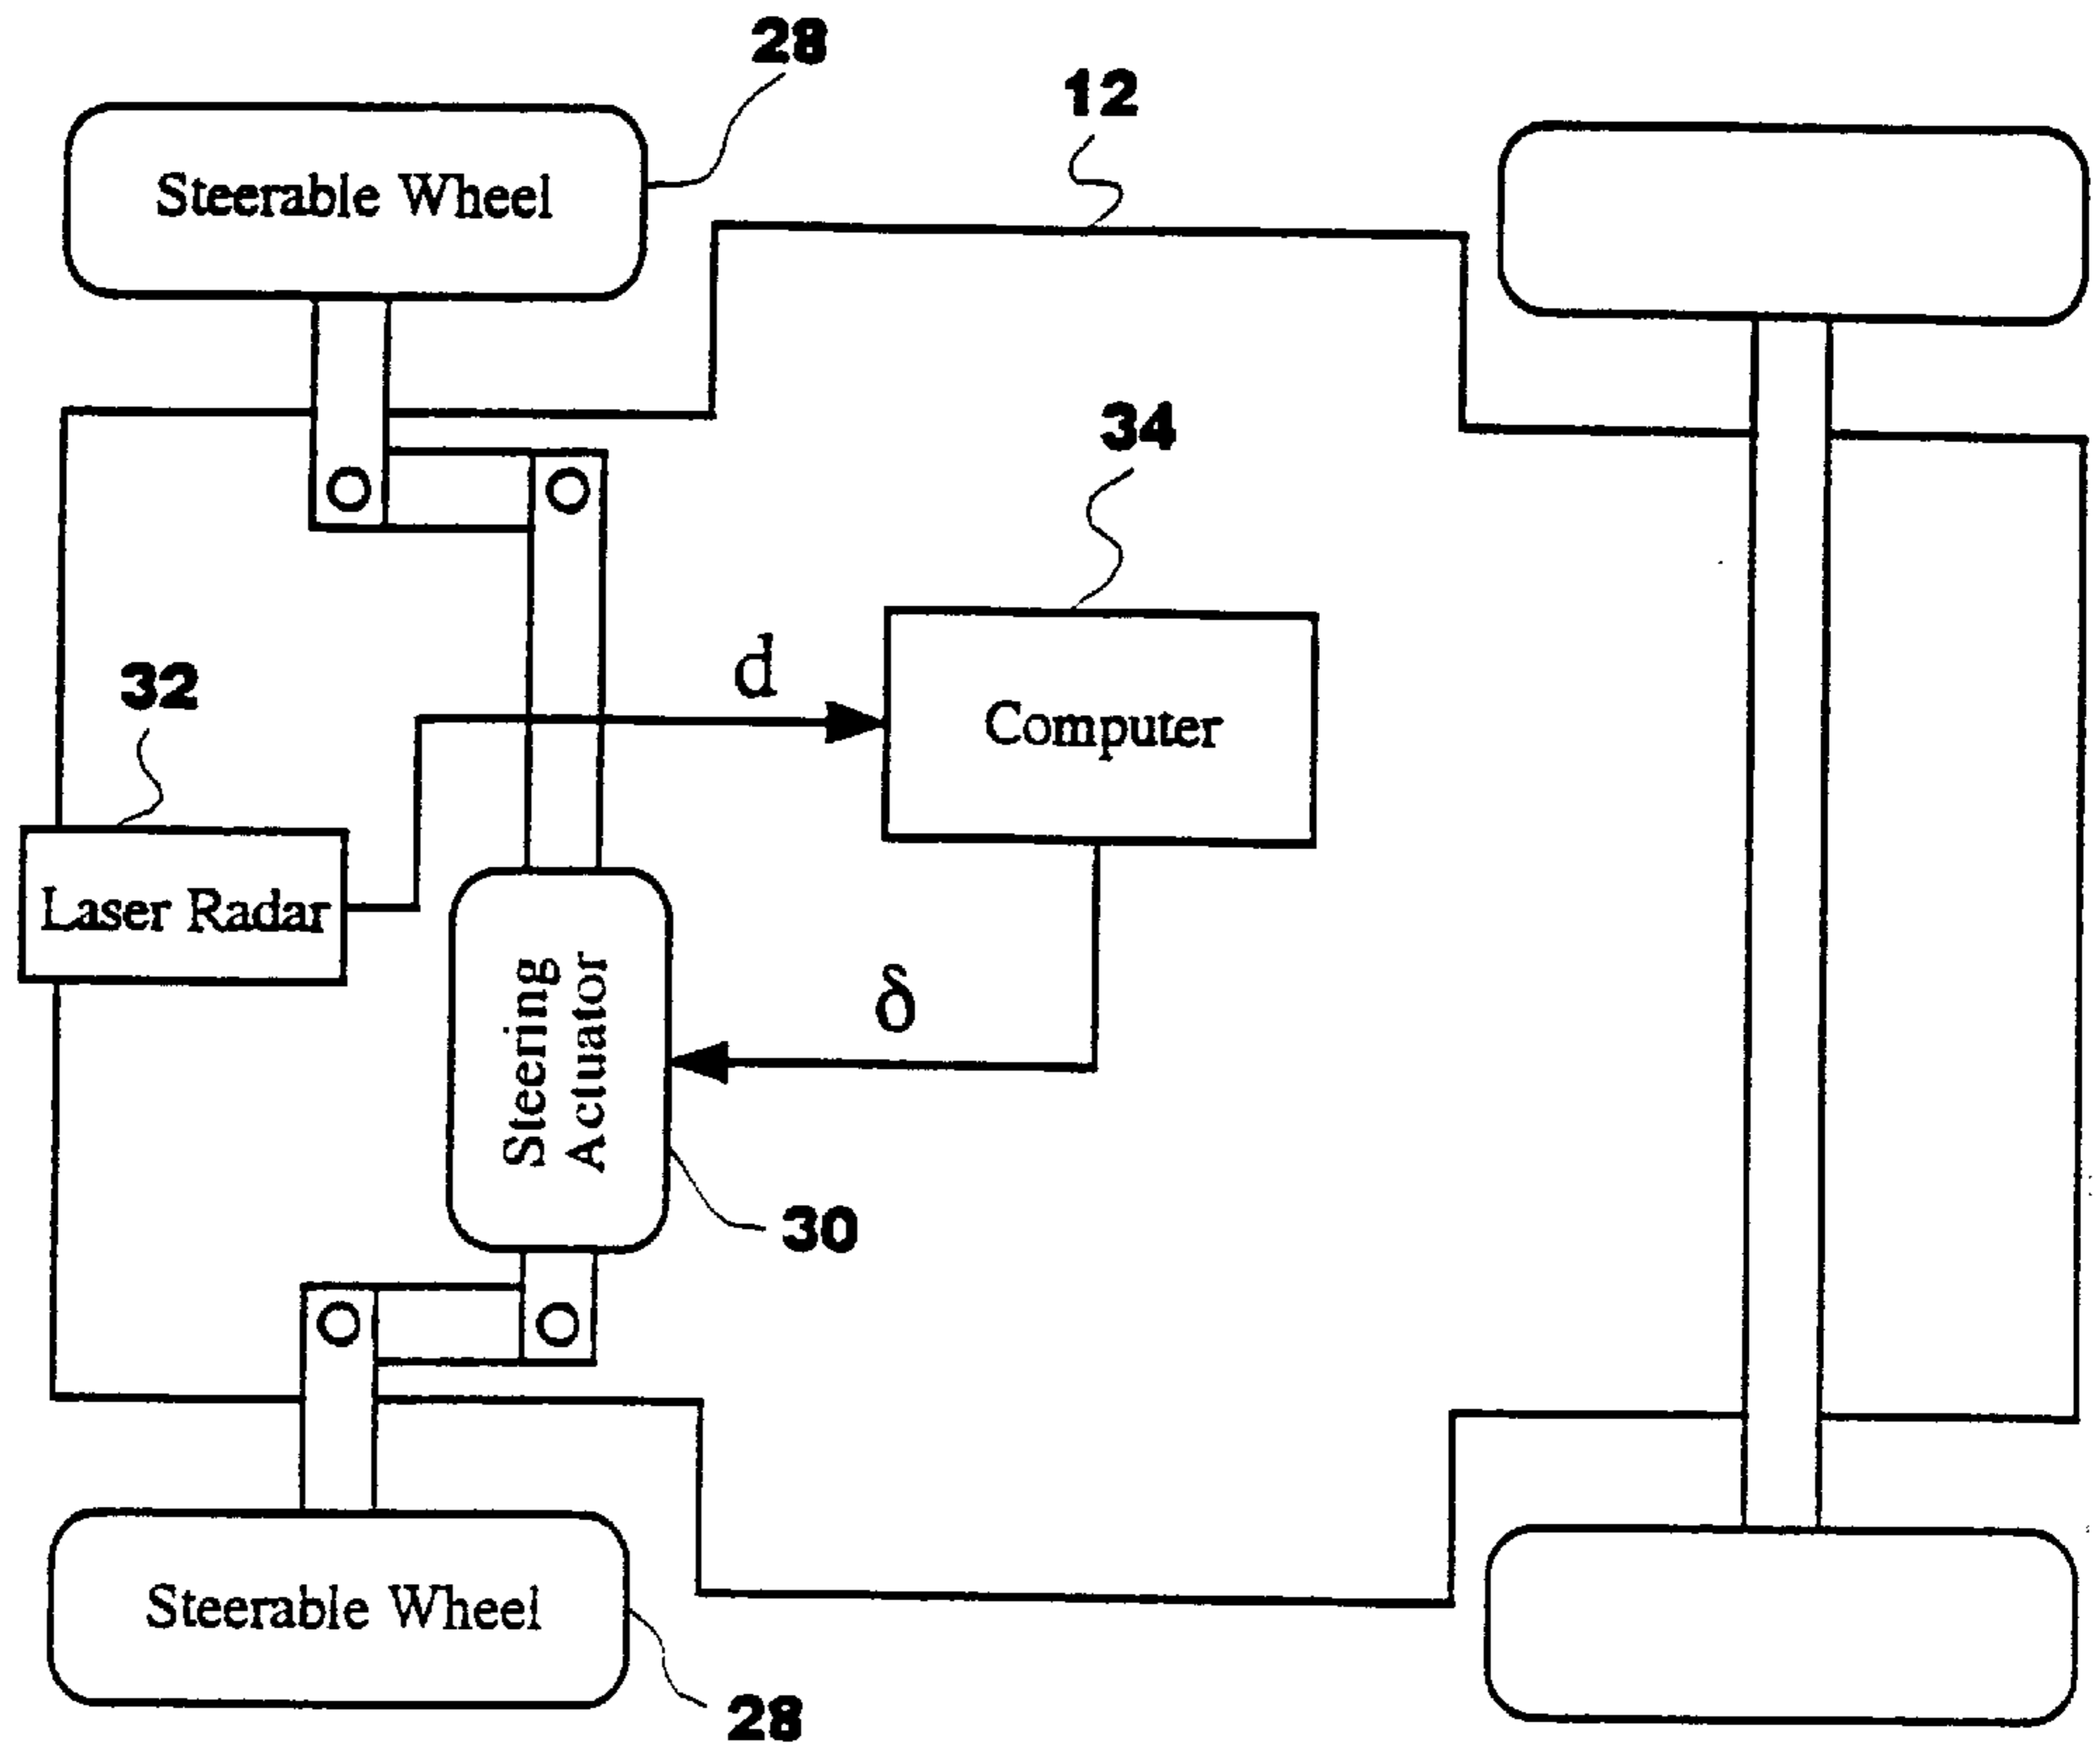 28
12
Steerable Wheel
34
d
32
Computer
Laser Radar
δ
Steering
Actuator
30
Steerable Wheel
28